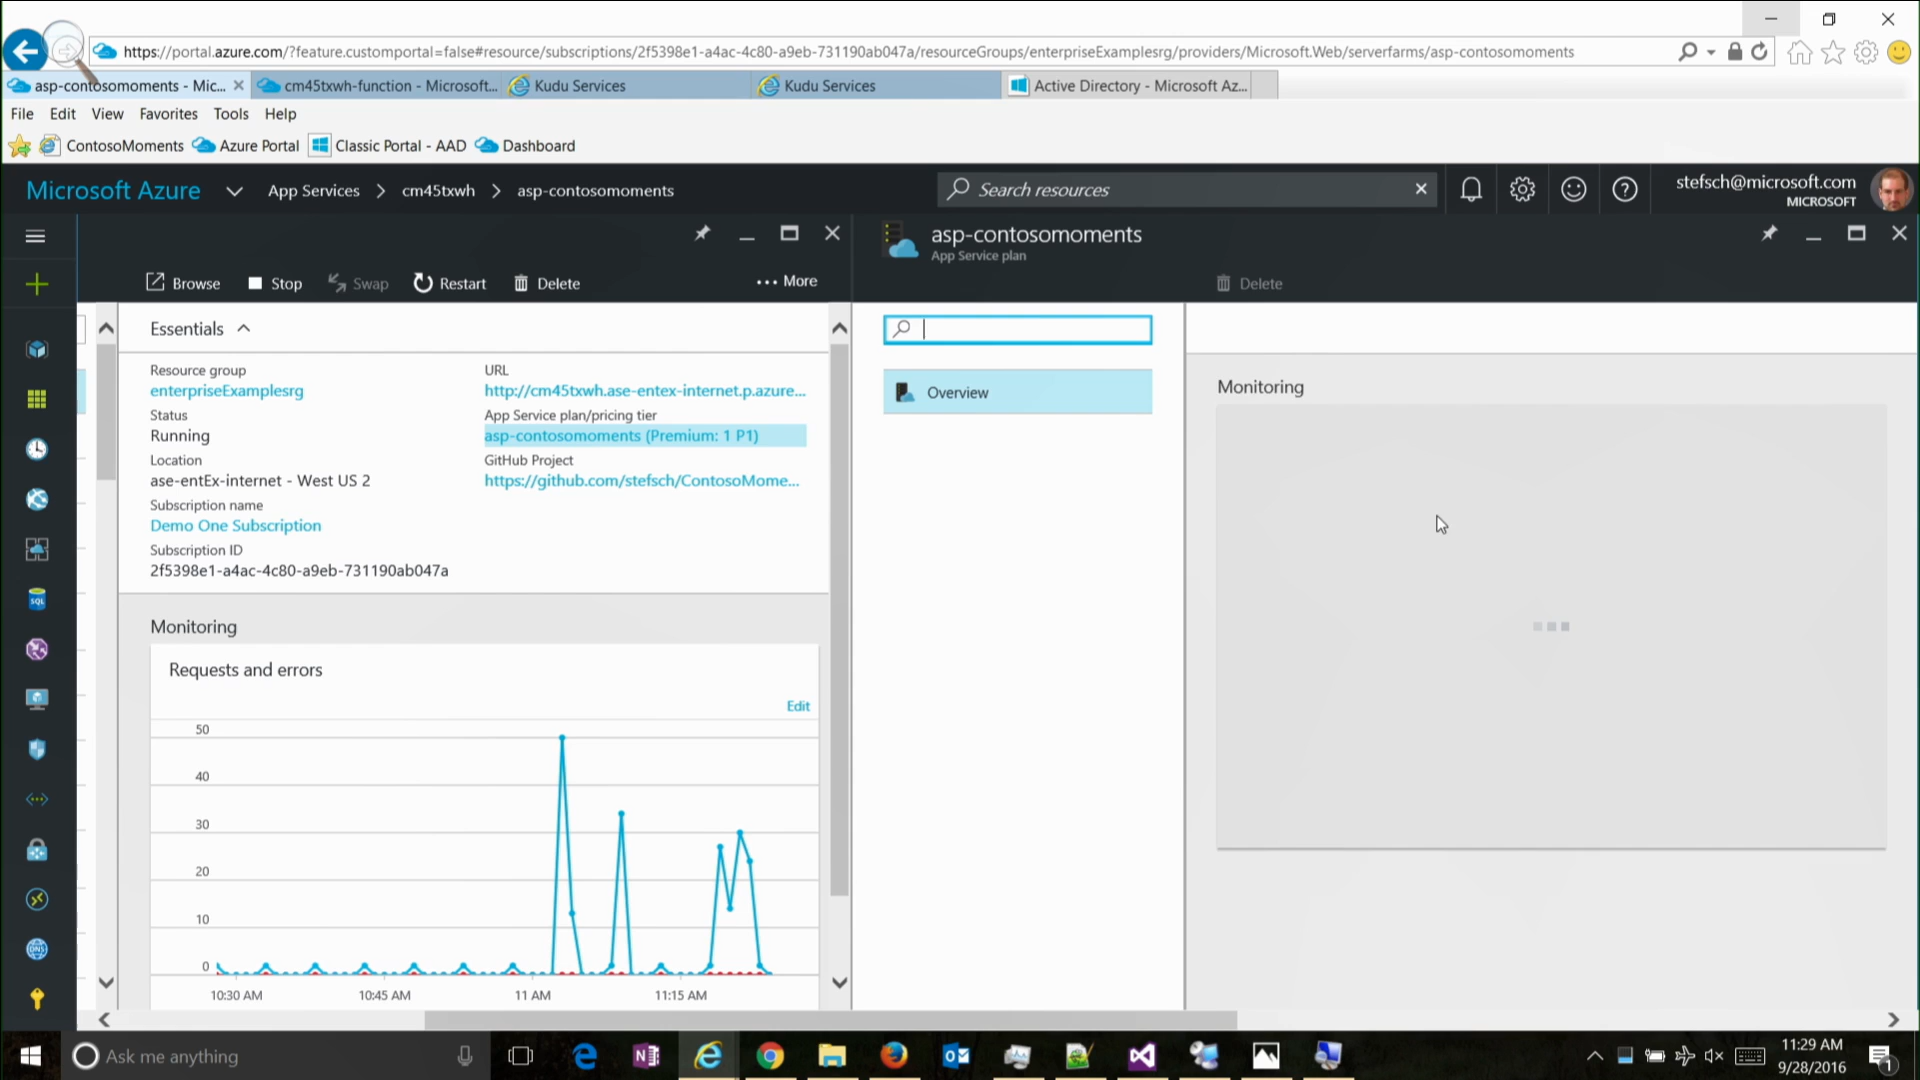 https://portal.azure.com/?feature.customportal=false#resource/subscriptions/2f5398e1-a4ac-4c80-a9eb-731190ab047a/resourceGroups/enterpriseExamplesrg/providers/Microsoft.Web/serverfarms/asp-contosomoments
asp-contosomoments - Mic...
cm45txwh-function - Microsoft...
Kudu Services
Kudu Services
Active Directory - Microsoft Az...
File Edit View Favorites Tools Help
ContosoMoments Azure Portal Classic Portal - AAD Dashboard
Microsoft Azure App Services > cm45txwh > asp-contosomoments
Search resources
stefsch@microsoft.com
MICROSOFT
asp-contosomoments
App Service plan
Browse Stop Swap Restart Delete ... More
Delete
Essentials
Resource group
enterpriseExamplesrg
Status
Running
Location
ase-entEx-internet - West US 2
Subscription name
Demo One Subscription
Subscription ID
2f5398e1-a4ac-4c80-a9eb-731190ab047a
URL
http://cm45txwh.ase-entex-internet.p.azure...
App Service plan/pricing tier
asp-contosomoments (Premium: 1 P1)
GitHub Project
https://github.com/stefsch/ContosoMome...
Overview
Monitoring
Monitoring
Requests and errors
Edit
50
40
30
20
10
0
10:30 AM 10:45 AM 11 AM 11:15 AM
SQL
DNS
Ask me anything
11:29 AM
9/28/2016
1